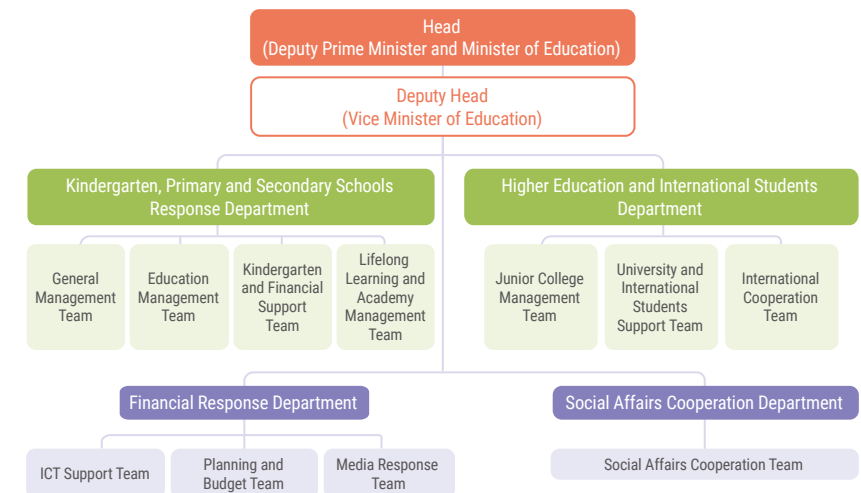 Head
(Deputy Prime Minister and Minister of Education)
Deputy Head
(Vice Minister of Education)
Kindergarten, Primary and Secondary Schools
Response Department
Higher Education and International Students
Department
General
Management
Team
Education
Management
Team
Kindergarten
and Financial
Support
Team
Lifelong
Learning and
Academy
Management
Team
Junior College
Management
Team
University and
International
Students
Support Team
International
Cooperation
Team
Financial Response Department
Social Affairs Cooperation Department
ICT Support Team
Planning and
Budget Team
Media Response
Team
Social Affairs Cooperation Team